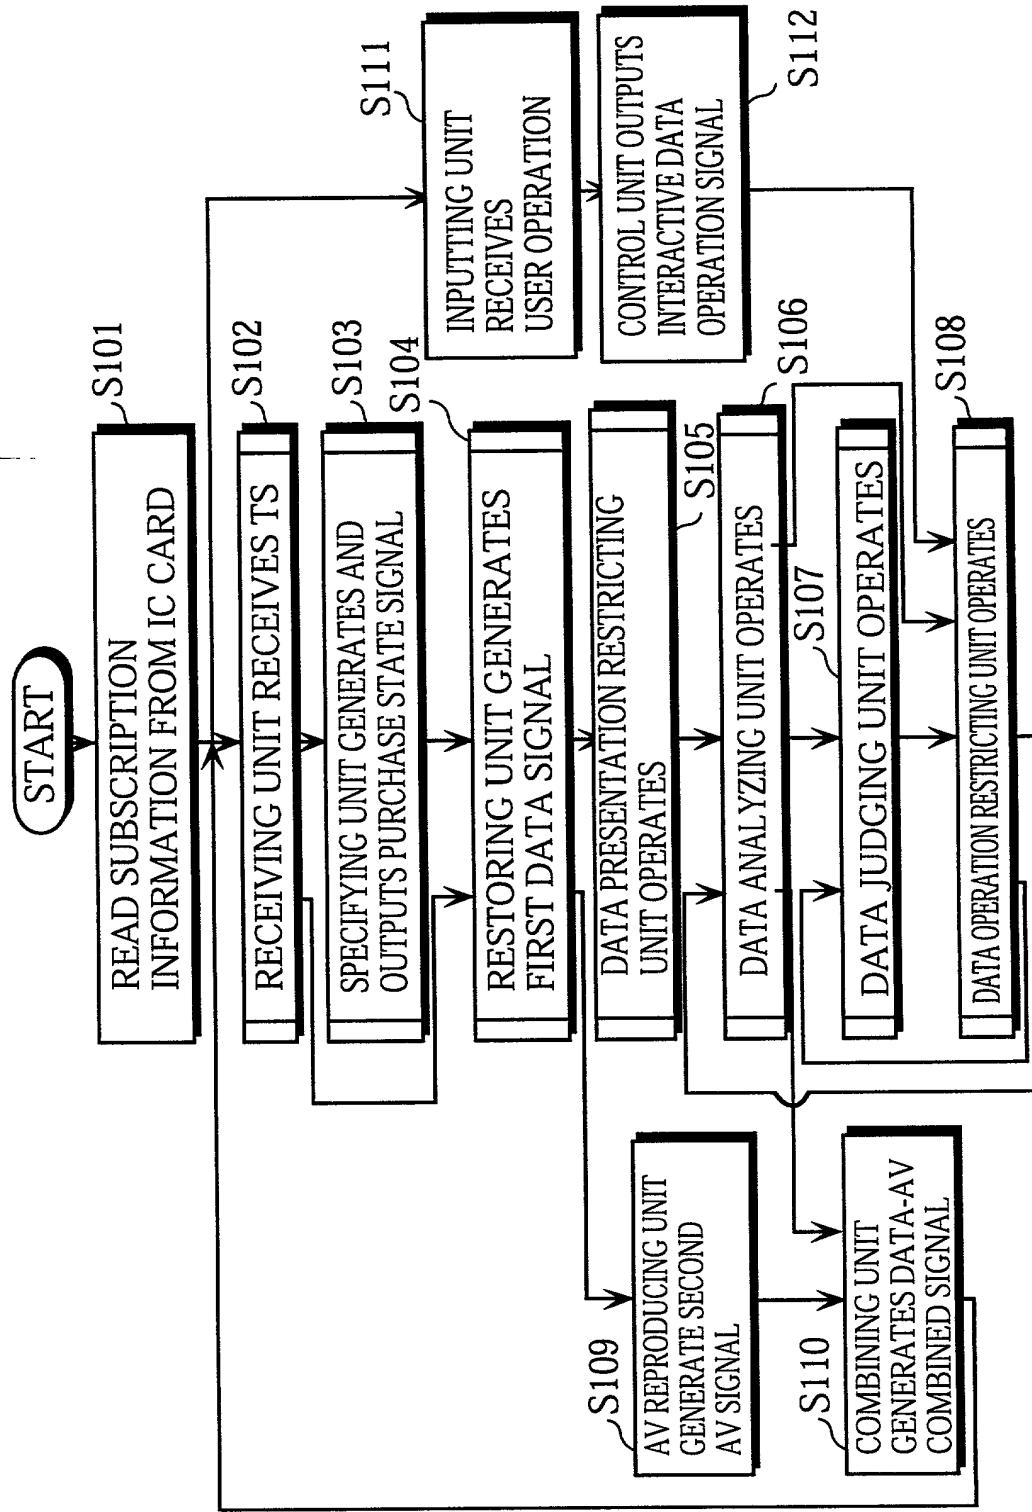 START
READ SUBSCRIPTION
INFORMATION FROM IC CARD
S101
RECEIVING UNIT RECEIVES TS
S102
SPECIFYING UNIT GENERATES AND
OUTPUTS PURCHASE STATE SIGNAL
S103
RESTORING UNIT GENERATES
FIRST DATA SIGNAL
S104
DATA PRESENTATION RESTRICTING
UNIT OPERATES
S105
DATA ANALYZING UNIT OPERATES
S106
DATA JUDGING UNIT OPERATES
S107
DATA OPERATION RESTRICTING UNIT OPERATES
S108
AV REPRODUCING UNIT
GENERATE SECOND
AV SIGNAL
S109
COMBINING UNIT
GENERATES DATA-AV
COMBINED SIGNAL
S110
INPUTTING UNIT
RECEIVES
USER OPERATION
S111
CONTROL UNIT OUTPUTS
INTERACTIVE DATA
OPERATION SIGNAL
S112